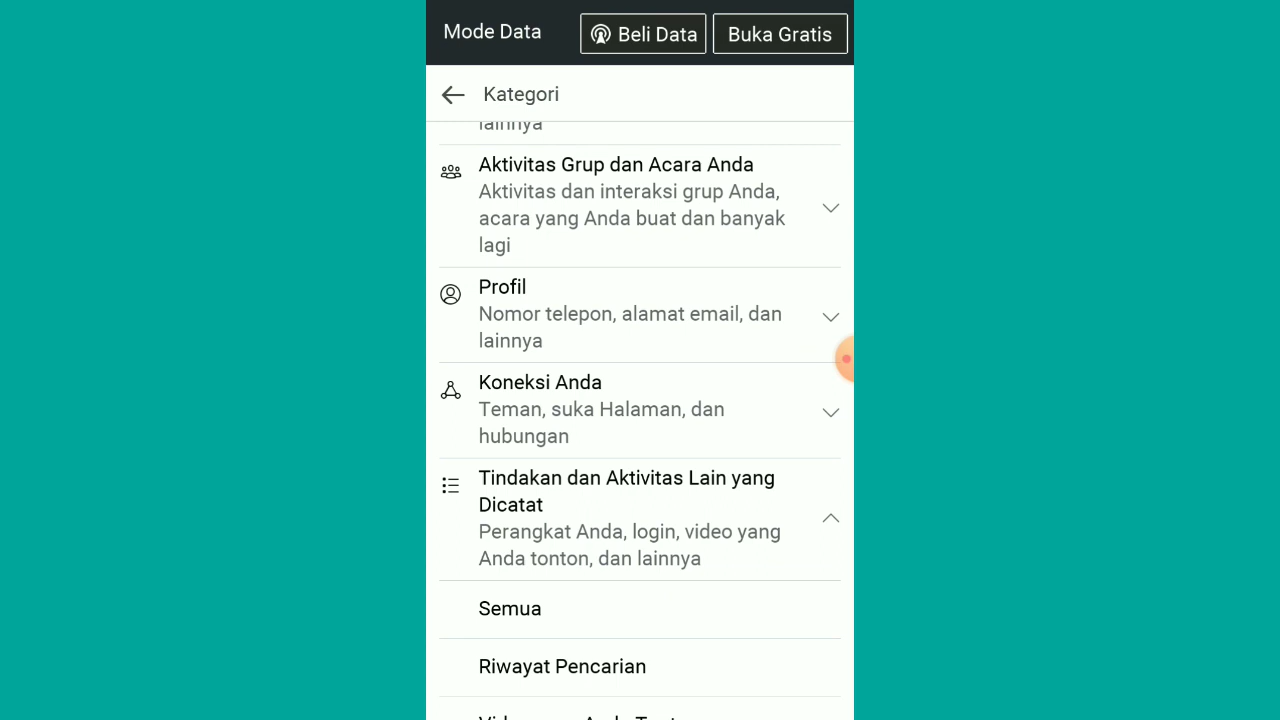 Mode Data
Beli Data
Buka Gratis
Kategori
lainnya
Aktivitas Grup dan Acara Anda
Aktivitas dan interaksi grup Anda,
acara yang Anda buat dan banyak
lagi
Profil
Nomor telepon, alamat email, dan
lainnya
Koneksi Anda
Teman, suka Halaman, dan
hubungan
Tindakan dan Aktivitas Lain yang
Dicatat
Perangkat Anda, login, video yang
Anda tonton, dan lainnya
Semua
Riwayat Pencarian